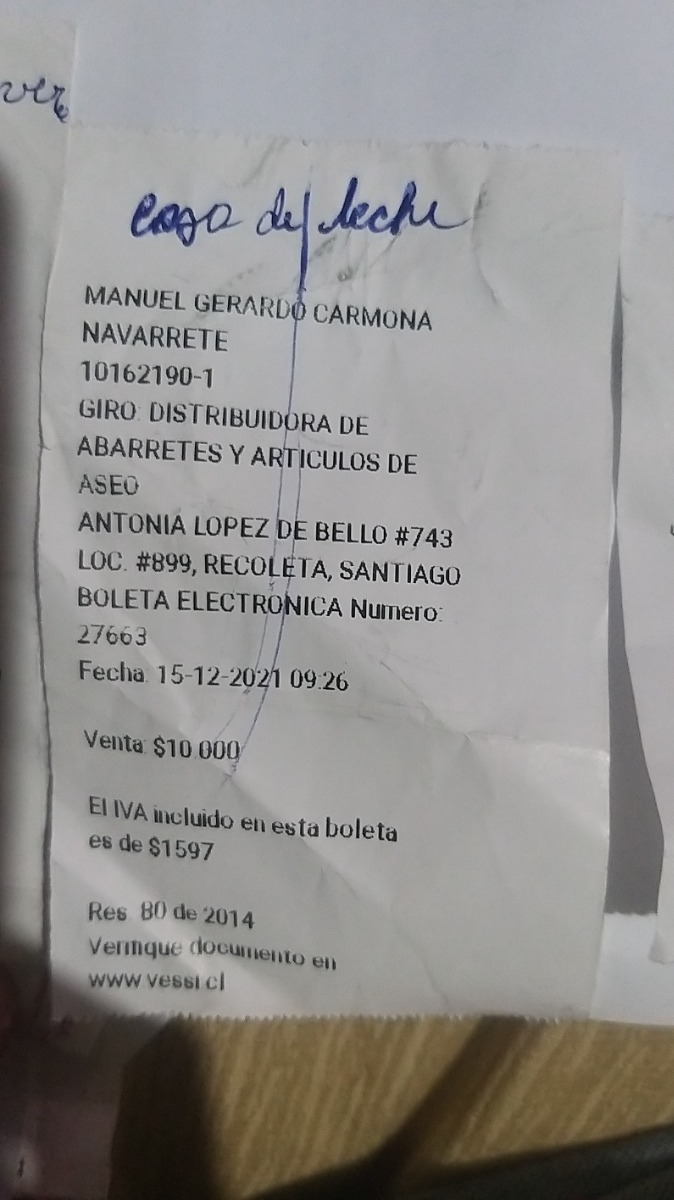 ver
caja de leche
MANUEL GERARDO CARMONA
NAVARRETE
10162190-1
GIRO: DISTRIBUIDORA DE
ABARRETES Y ARTICULOS DE
ASEO
ANTONIA LOPEZ DE BELLO #743
LOC. #899, RECOLETA, SANTIAGO
BOLETA ELECTRONICA Numero:
27663
Fecha: 15-12-2021 09:26
Venta: $10.000
El IVA incluido en esta boleta
es de $1597
Res. 80 de 2014
Verifique documento en
www.vessi.cl